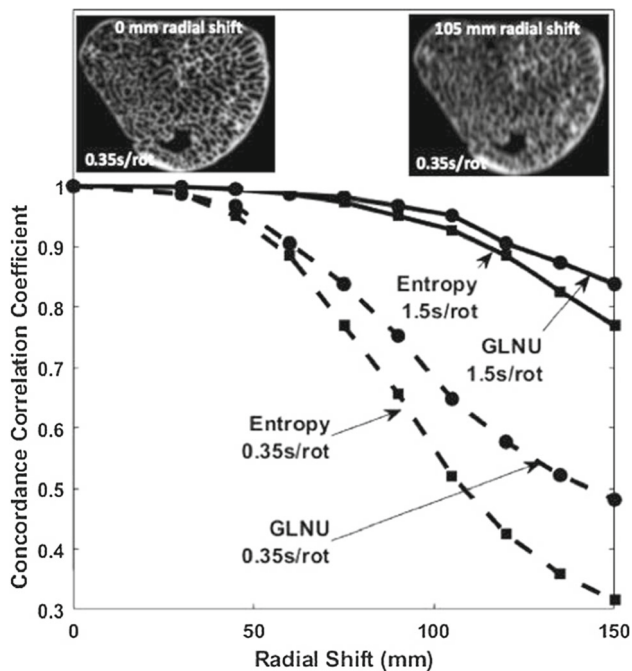 0 mm radial shift
105 mm radial shift
0.35s/rot
0.35s/rot
1
0.9
0.8
0.7
0.6
0.5
0.4
0.3
Concordance Correlation Coefficient
Entropy
1.5s/rot
GLNU
1.5s/rot
Entropy
0.35s/rot
GLNU
0.35s/rot
0
50
100
150
Radial Shift (mm)